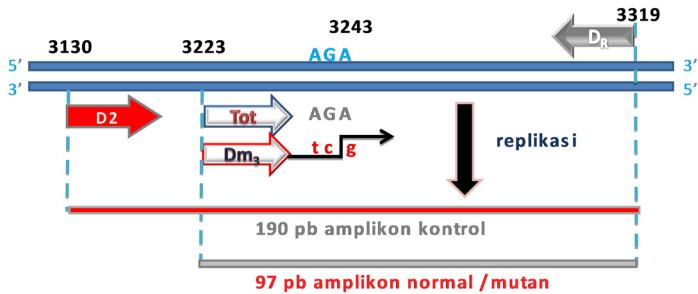 3130 3223 3243 3319
AGA
DR
5’ 3’
3’ 5’
D2 Tot AGA
Dm3 t c g
replikasi
190 pb amplikon kontrol
97 pb amplikon normal /mutan